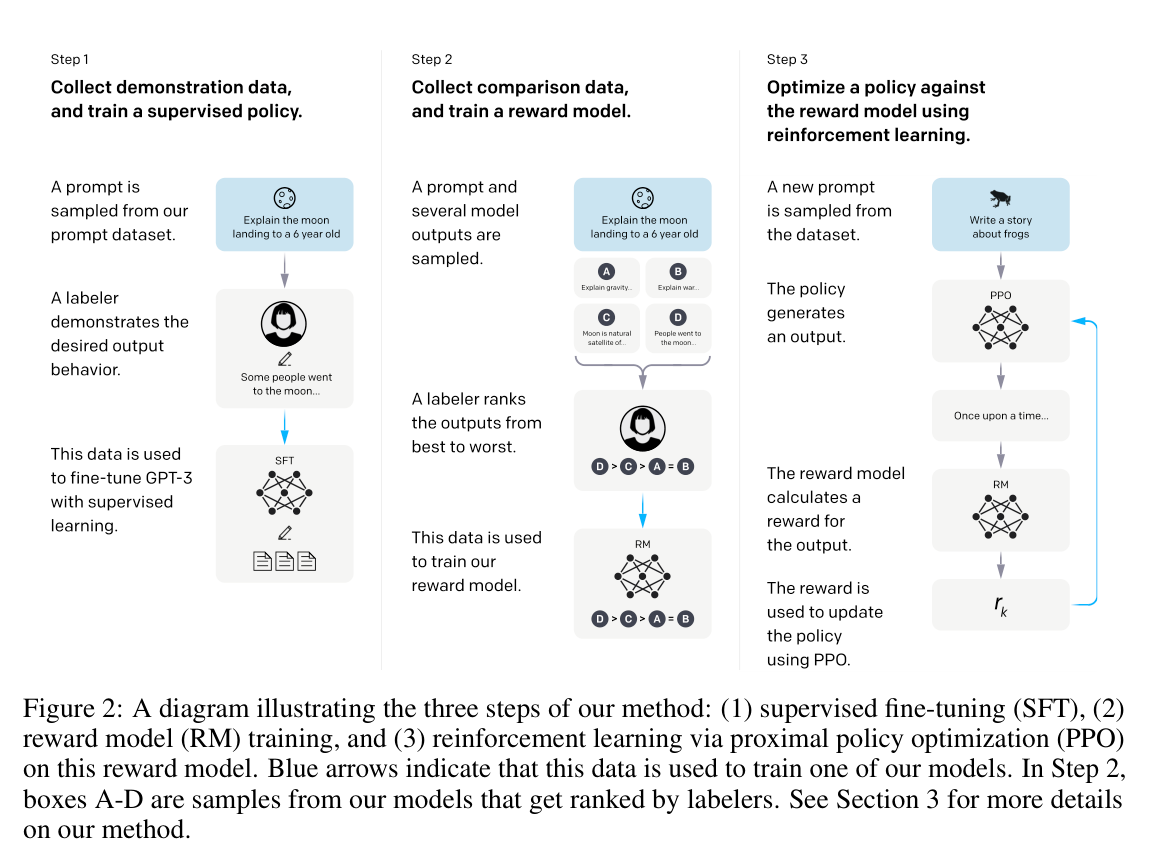 Step 1
Collect demonstration data,
and train a supervised policy.
A prompt is
sampled from our
prompt dataset.
Explain the moon
landing to a 6 year old
A labeler
demonstrates the
desired output
behavior.
Some people went
to the moon...
This data is used
to fine-tune GPT-3
with supervised
learning.
SFT
Step 2
Collect comparison data,
and train a reward model.
A prompt and
several model
outputs are
sampled.
Explain the moon
landing to a 6 year old
A
Explain gravity...
B
Explain war...
C
Moon is natural
satellite of...
D
People went to
the moon...
A labeler ranks
the outputs from
best to worst.
D > C > A = B
This data is used
to train our
reward model.
RM
D > C > A = B
Step 3
Optimize a policy against
the reward model using
reinforcement learning.
A new prompt
is sampled from
the dataset.
Write a story
about frogs
The policy
generates
an output.
PPO
Once upon a time...
The reward model
calculates a
reward for
the output.
RM
The reward is
used to update
the policy
using PPO.
r_k
Figure 2: A diagram illustrating the three steps of our method: (1) supervised fine-tuning (SFT), (2)
reward model (RM) training, and (3) reinforcement learning via proximal policy optimization (PPO)
on this reward model. Blue arrows indicate that this data is used to train one of our models. In Step 2,
boxes A-D are samples from our models that get ranked by labelers. See Section 3 for more details
on our method.